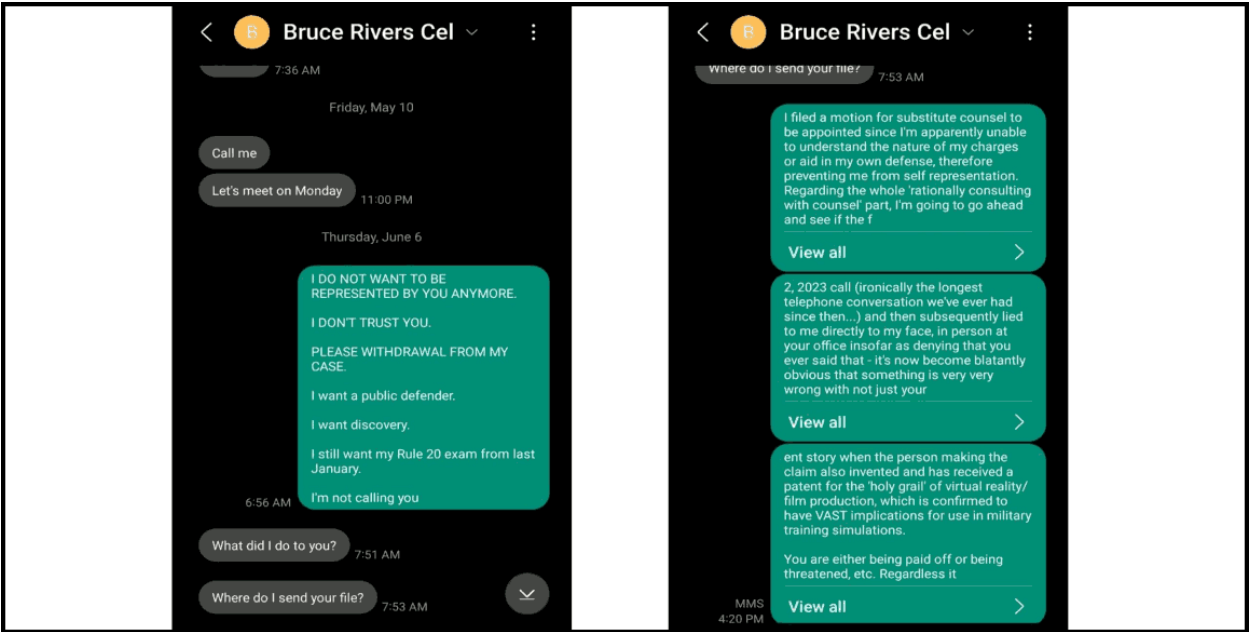 B Bruce Rivers Cel
7:36 AM
Friday, May 10
Call me
Let's meet on Monday
11:00 PM
Thursday, June 6
I DO NOT WANT TO BE
REPRESENTED BY YOU ANYMORE.
I DON'T TRUST YOU.
PLEASE WITHDRAWAL FROM MY
CASE.
I want a public defender.
I want discovery.
I still want my Rule 20 exam from last
January.
I'm not calling you
6:56 AM
What did I do to you?
7:51 AM
Where do I send your file?
7:53 AM
B Bruce Rivers Cel
Where do I send your file?
7:53 AM
I filed a motion for substitute counsel to
be appointed since I'm apparently unable
to understand the nature of my charges
or aid in my own defense, therefore
preventing me from self representation.
Regarding the whole 'rationally consulting
with counsel' part, I'm going to go ahead
and see if the f
View all
2, 2023 call (ironically the longest
telephone conversation we've ever had
since then...) and then subsequently lied
to me directly to my face, in person at
your office insofar as denying that you
ever said that - it's now become blatantly
obvious that something is very very
wrong with not just your
View all
ent story when the person making the
claim also invented and has received a
patent for the 'holy grail' of virtual reality/
film production, which is confirmed to
have VAST implications for use in military
training simulations.
You are either being paid off or being
threatened, etc. Regardless it
View all
MMS
4:20 PM